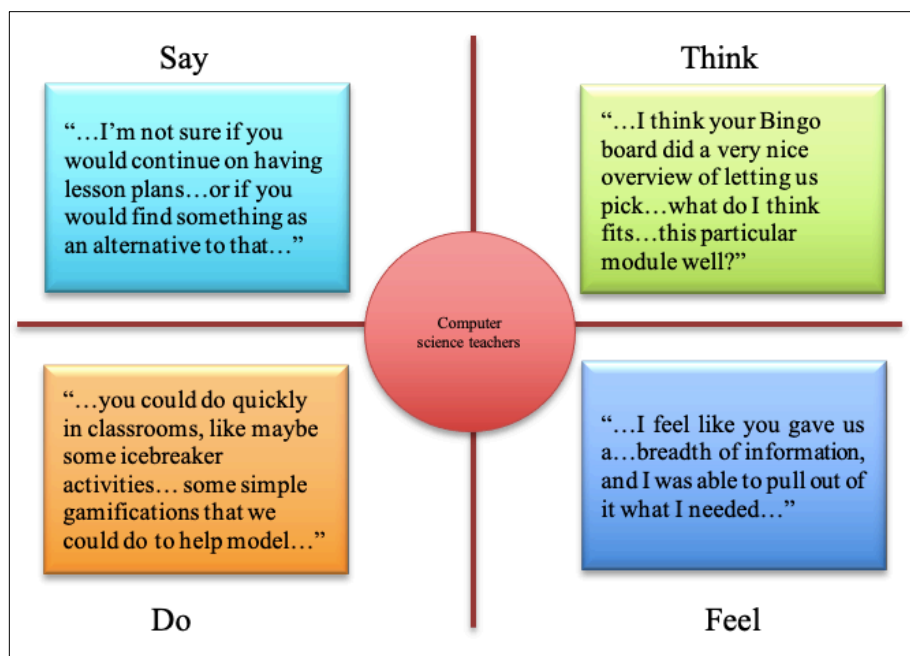 Say
“…I’m not sure if you
would continue on having
lesson plans…or if you
would find something as
an alternative to that…”
Think
“…I think your Bingo
board did a very nice
overview of letting us
pick…what do I think
fits…this particular
module well?”
Computer
science teachers
“…you could do quickly
in classrooms, like maybe
some icebreaker
activities… some simple
gamifications that we
could do to help model…”
Do
“…I feel like you gave us
a…breadth of information,
and I was able to pull out of
it what I needed…”
Feel